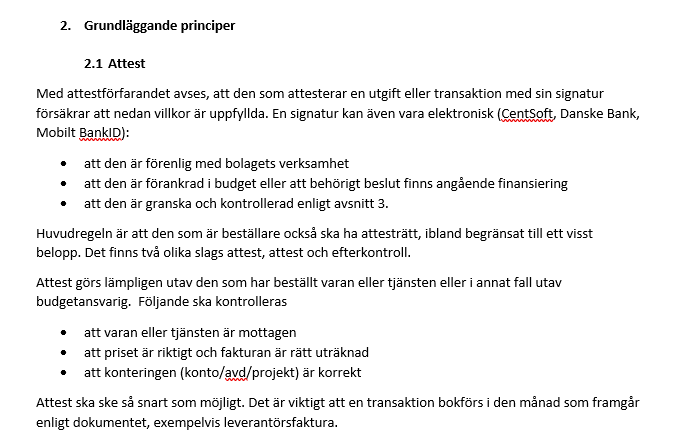 2. Grundläggande principer
2.1 Attest
Med attestförfarandet avses, att den som attesterar en utgift eller transaktion med sin signatur
försäkrar att nedan villkor är uppfyllda. En signatur kan även vara elektronisk (CentSoft, Danske Bank,
Mobilt BankID):
• att den är förenlig med bolagets verksamhet
• att den är förankrad i budget eller att behörigt beslut finns angående finansiering
• att den är granska och kontrollerad enligt avsnitt 3.
Huvudregeln är att den som är beställare också ska ha attesträtt, ibland begränsat till ett visst
belopp. Det finns två olika slags attest, attest och efterkontroll.
Attest görs lämpligen utav den som har beställt varan eller tjänsten eller i annat fall utav
budgetansvarig. Följande ska kontrolleras
• att varan eller tjänsten är mottagen
• att priset är riktigt och fakturan är rätt uträknad
• att konteringen (konto/avd/projekt) är korrekt
Attest ska ske så snart som möjligt. Det är viktigt att en transaktion bokförs i den månad som framgår
enligt dokumentet, exempelvis leverantörsfaktura.